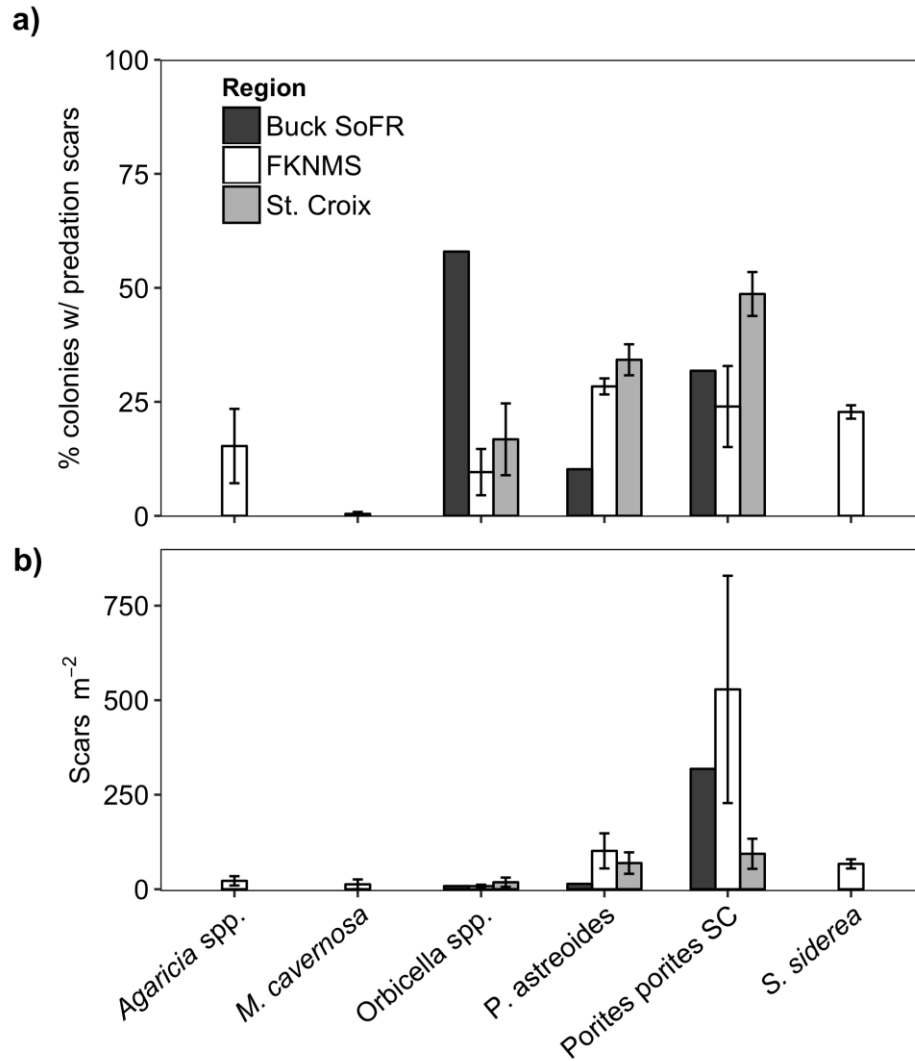 a)
% colonies w/ predation scars
100
75
50
25
0
Region
Buck SoFR
FKNMS
St. Croix
b)
Scars m−2
750
500
250
0
Agaricia spp.
M. cavernosa
Orbicella spp.
P. astreoides
Porites porites SC
S. siderea